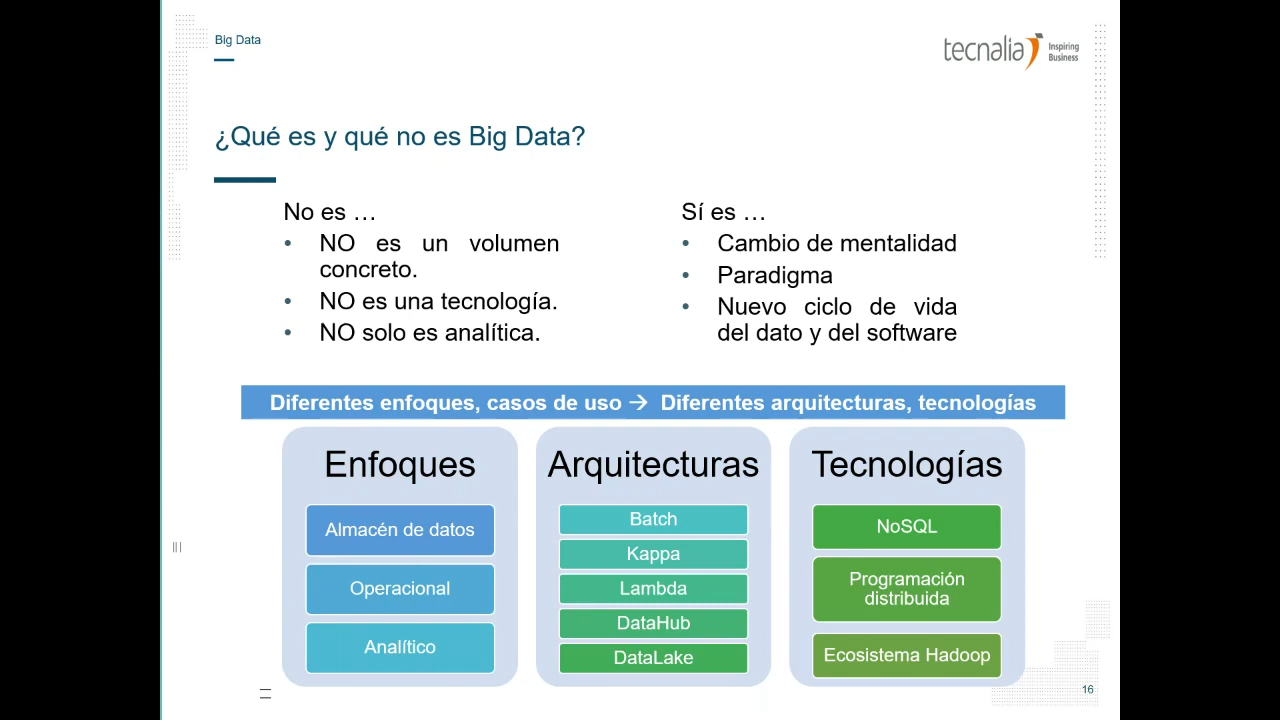 Big Data
tecnalia Inspiring
Business
¿Qué es y qué no es Big Data?
No es …
• NO es un volumen
concreto.
• NO es una tecnología.
• NO solo es analítica.
Sí es …
• Cambio de mentalidad
• Paradigma
• Nuevo ciclo de vida
del dato y del software
Diferentes enfoques, casos de uso → Diferentes arquitecturas, tecnologías
Enfoques
Almacén de datos
Operacional
Analítico
Arquitecturas
Batch
Kappa
Lambda
DataHub
DataLake
Tecnologías
NoSQL
Programación
distribuida
Ecosistema Hadoop
16